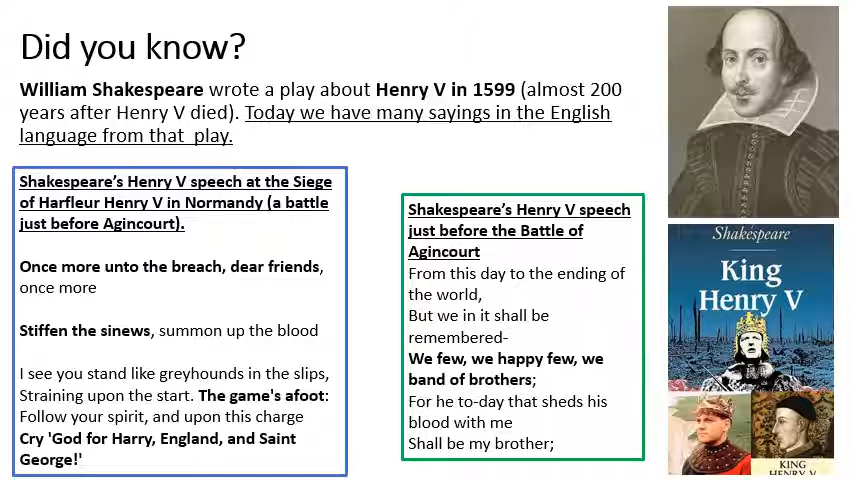 Did you know?
William Shakespeare wrote a play about Henry V in 1599 (almost 200
years after Henry V died). Today we have many sayings in the English
language from that  play.
Shakespeare's Henry V speech at the Siege
of Harfleur Henry V in Normandy (a battle
just before Agincourt).
Once more unto the breach, dear friends,
once more
Stiffen the sinews, summon up the blood
I see you stand like greyhounds in the slips,
Straining upon the start. The game's afoot:
Follow your spirit, and upon this charge
Cry 'God for Harry, England, and Saint
George!'
Shakespeare's Henry V speech
just before the Battle of
Agincourt
From this day to the ending of
the world,
But we in it shall be
remembered-
We few, we happy few, we
band of brothers;
For he to-day that sheds his
blood with me
Shall be my brother;
Shakespeare
King
Henry V
KING
HENRY V